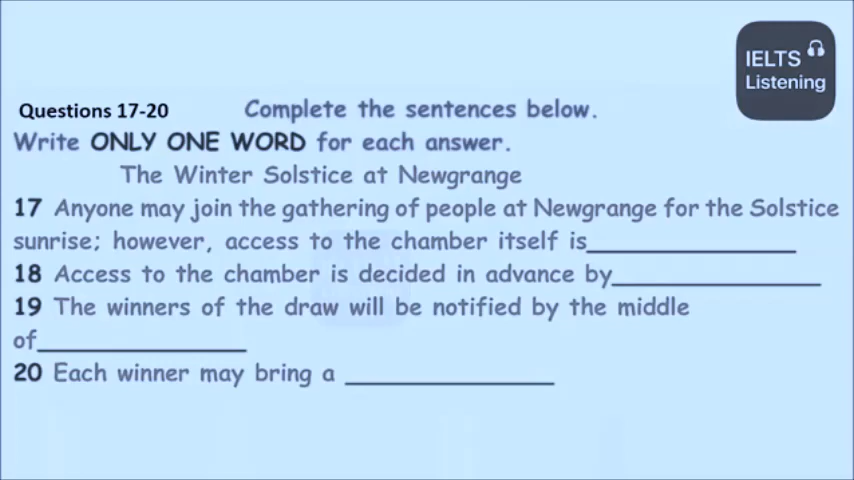 IELTS
Listening
Questions 17-20 Complete the sentences below.
Write ONLY ONE WORD for each answer.
The Winter Solstice at Newgrange
17 Anyone may join the gathering of people at Newgrange for the Solstice
sunrise; however, access to the chamber itself is_______________
18 Access to the chamber is decided in advance by_______________
19 The winners of the draw will be notified by the middle
of_______________
20 Each winner may bring a _______________